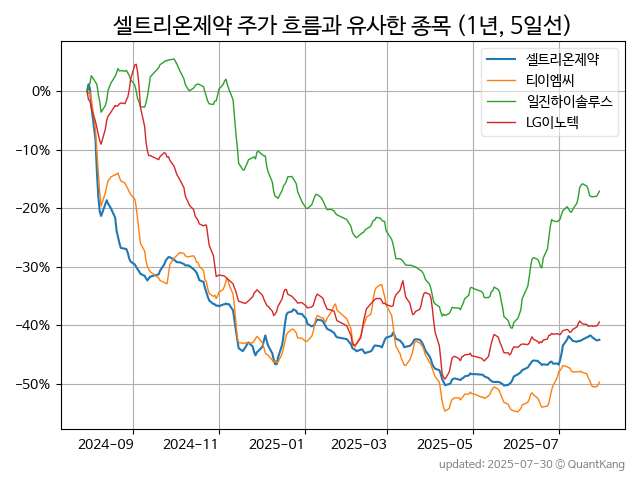 셀트리온제약 주가 흐름과 유사한 종목 (1년, 5일선)
셀트리온제약
티이엠씨
일진하이솔루스
LG이노텍
0%
−10%
−20%
−30%
−40%
−50%
2024-09
2024-11
2025-01
2025-03
2025-05
2025-07
updated: 2025-07-30 © QuantKang